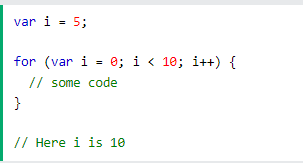 var i = 5;
for (var i = 0; i < 10; i++) {
// some code
}
// Here i is 10